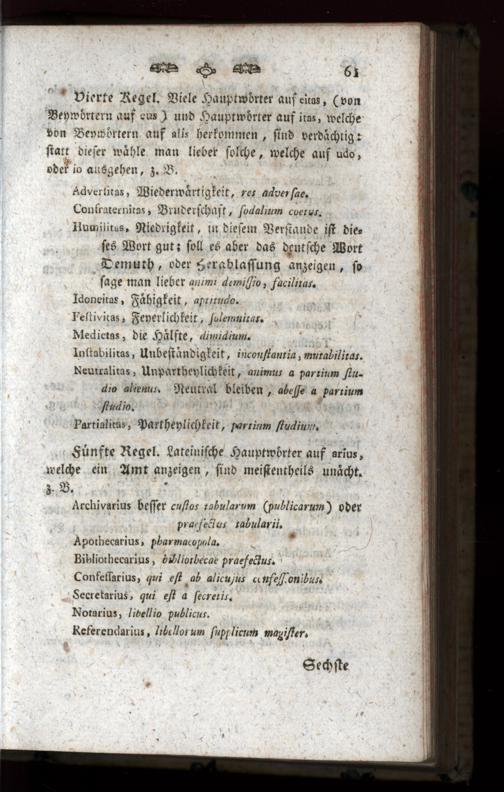 61
Vierte Regel. Viele Hauptwörter auf eitas, (von
Beywörtern auf eus) und Hauptwörter auf itas, welche
von Beywörtern auf alis herkommen, sind verdächtig:
statt dieser wähle man lieber solche, welche auf udo,
oder io ausgehen, z. B.
Adversitas, Wiederwärtigkeit, res adversae.
Confraternitas, Bruderschaft, sodalium coetus.
Humilitas, Niedrigkeit, in diesem Verstande ist die-
ses Wort gut; soll es aber das deutsche Wort
Demuth, oder Herablassung anzeigen, so
sage man lieber animi demissio, facilitas.
Idoneitas, Fähigkeit, aptitudo.
Festivitas, Feyerlichkeit, solemnitas.
Medietas, die Hälfte, dimidium.
Instabilitas, Unbeständigkeit, inconstantia, mutabilitas.
Neutralitas, Unpartheylichkeit, animus a partium stu-
dio alienus. Neutral bleiben, abesse a partium
studio.
Partialitas, Partheylichkeit, partium studium.
Fünfte Regel. Lateinische Hauptwörter auf arius,
welche ein Amt anzeigen, sind meistentheils unächt.
z. B.
Archivarius besser custos tabularum (publicarum) oder
praefectus tabularii.
Apothecarius, pharmacopola.
Bibliothecarius, bibliothecae praefectus.
Confessarius, qui est ab alicujus confessionibus.
Secretarius, qui est a secretis.
Notarius, libellio publicus.
Referendarius, libellorum supplicum magister.
Sechste